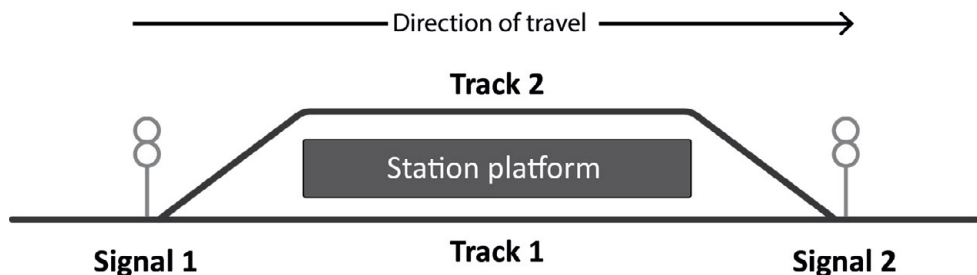 Direction of travel
Track 2
Station platform
Track 1
Signal 1
Signal 2